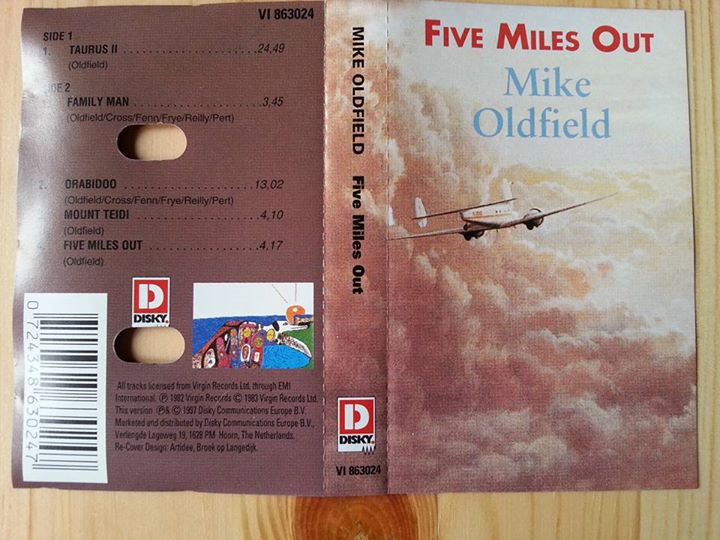 VI 863024
SIDE 1
1. TAURUS II 24,49
(Oldfield)
SIDE 2
FAMILY MAN 3,45
(Oldfield/Cross/Fenn/Frye/Reilly/Pert)
2. ORABIDOO 13,02
(Oldfield/Cross/Fenn/Frye/Reilly/Pert)
MOUNT TEIDI 4,10
(Oldfield)
FIVE MILES OUT 4,17
(Oldfield)
D
DISKY.
0 724348 630247
All tracks licensed from Virgin Records Ltd. through EMI
International. ℗ 1982 Virgin Records © 1983 Virgin Records Ltd.
This version ℗& © 1997 Disky Communications Europe B.V.
Marketed and distributed by Disky Communications Europe B.V.,
Verlengde Lageweg 19, 1628 PM Hoorn, The Netherlands.
Re-Cover Design: Artidee, Broek op Langedijk.
MIKE OLDFIELD Five Miles Out
D
DISKY.
VI 863024
FIVE MILES OUT
Mike
Oldfield